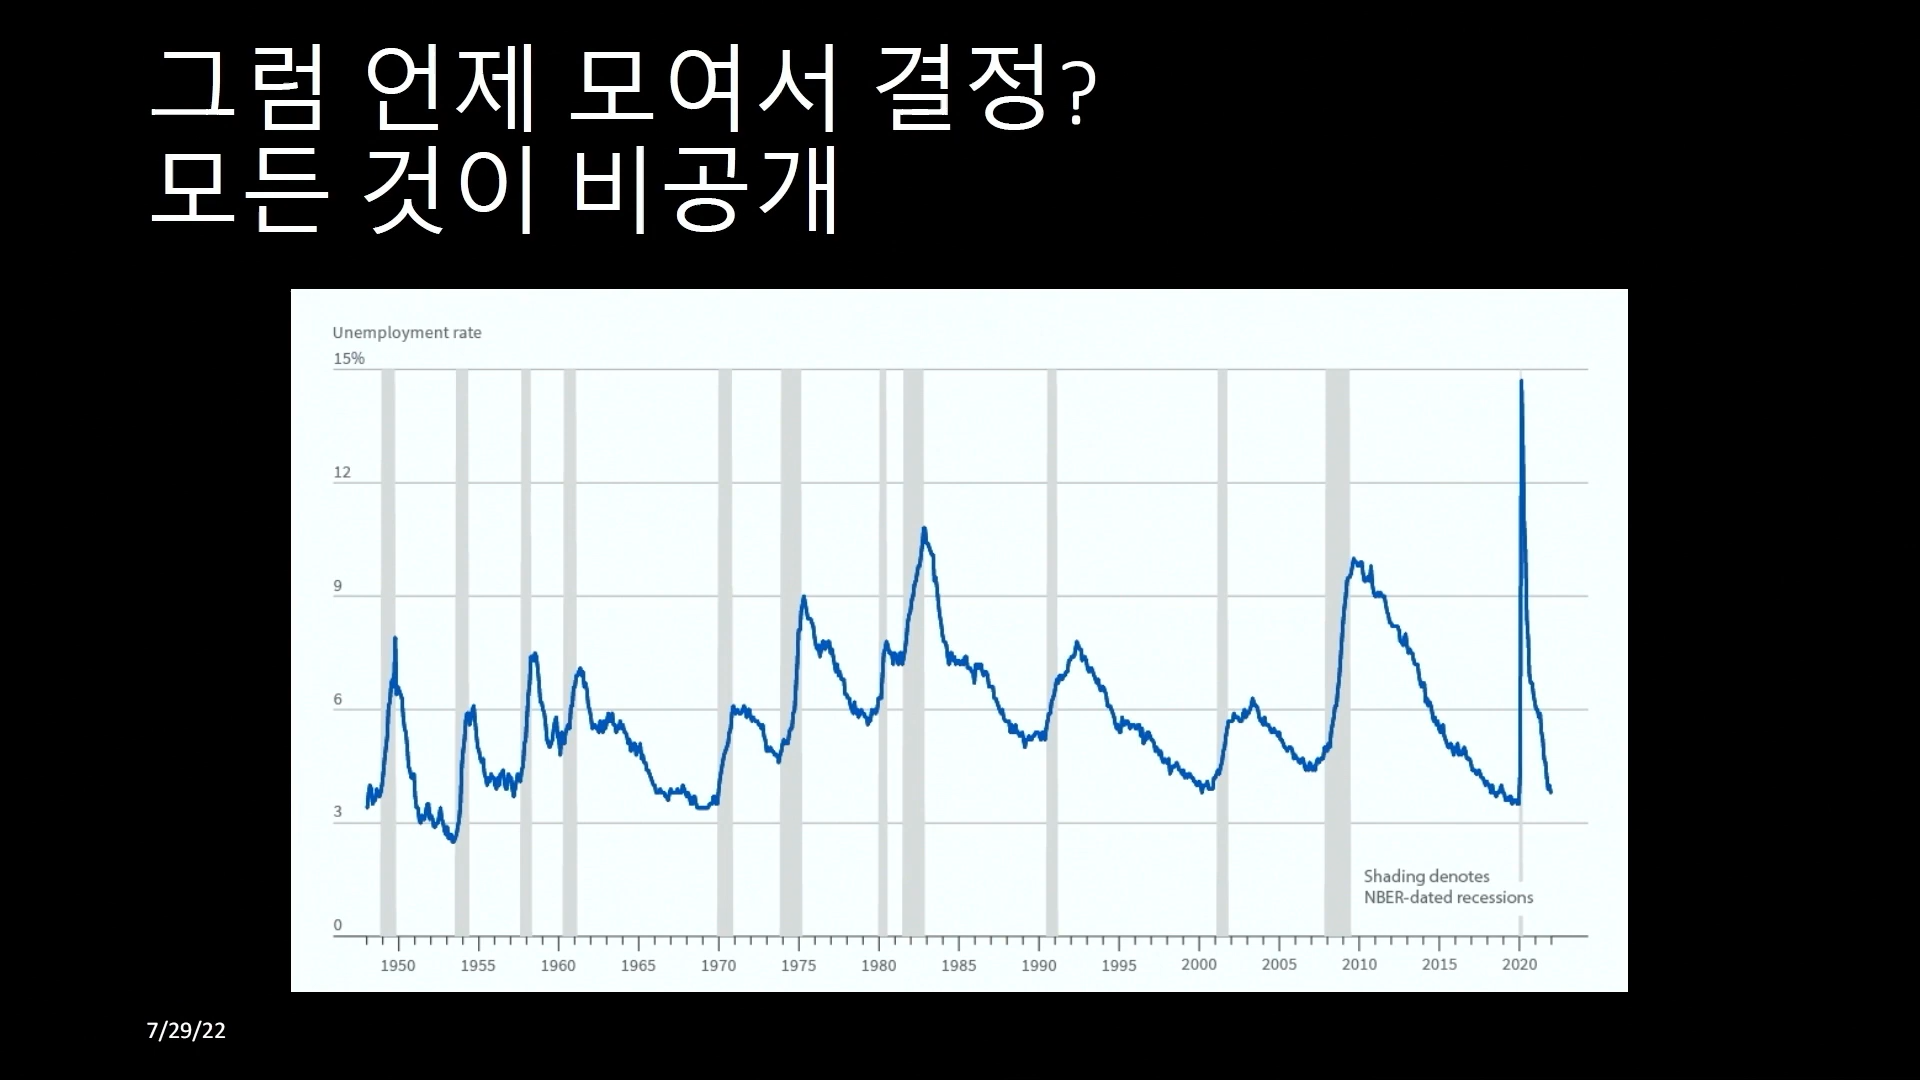 그럼 언제 모여서 결정?
모든 것이 비공개
Unemployment rate
15%
12
9
6
3
0
Shading denotes
NBER-dated recessions
1950 1955 1960 1965 1970 1975 1980 1985 1990 1995 2000 2005 2010 2015 2020
7/29/22